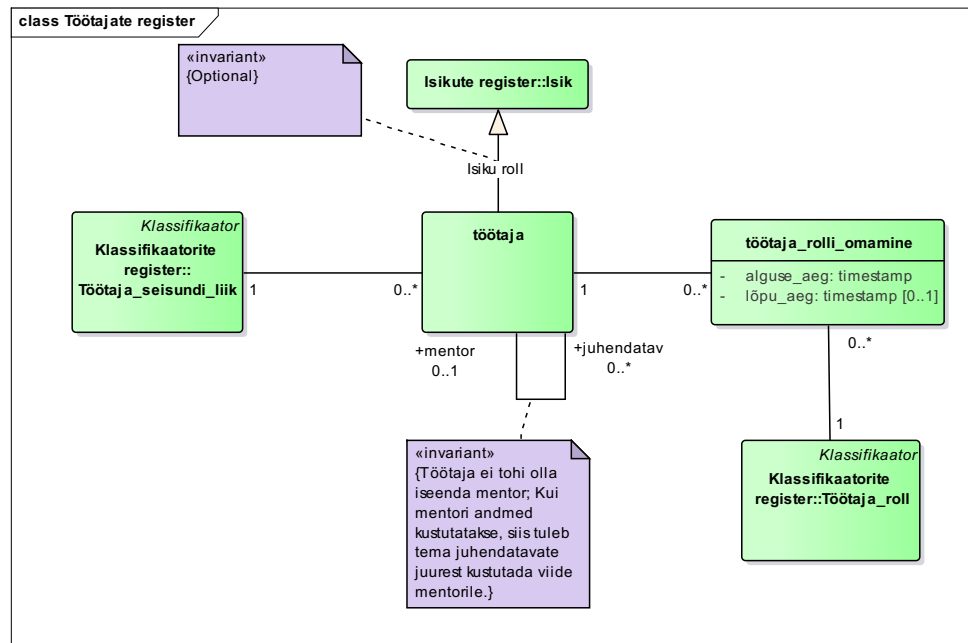 class Töötajate register
«invariant»
{Optional}
Isikute register::Isik
Isiku roll
Klassifikaator
Klassifikaatorite
register::
Töötaja_seisundi_liik
töötaja
töötaja_rolli_omamine
- alguse_aeg: timestamp
- lõpu_aeg: timestamp [0..1]
1
0..*
1
0..*
+mentor
0..1
+juhendatav
0..*
0..*
1
«invariant»
{Töötaja ei tohi olla
iseenda mentor; Kui
mentori andmed
kustutatakse, siis tuleb
tema juhendatavate
juurest kustutada viide
mentorile.}
Klassifikaator
Klassifikaatorite
register::Töötaja_roll